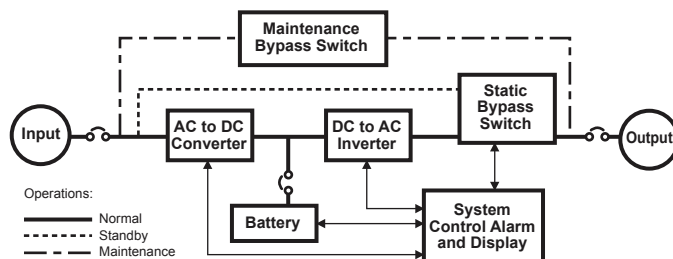 Maintenance
Bypass Switch
Static
Bypass
Switch
Input
AC to DC
Converter
DC to AC
Inverter
Output
Operations:
Normal
Standby
Maintenance
Battery
System
Control Alarm
and Display